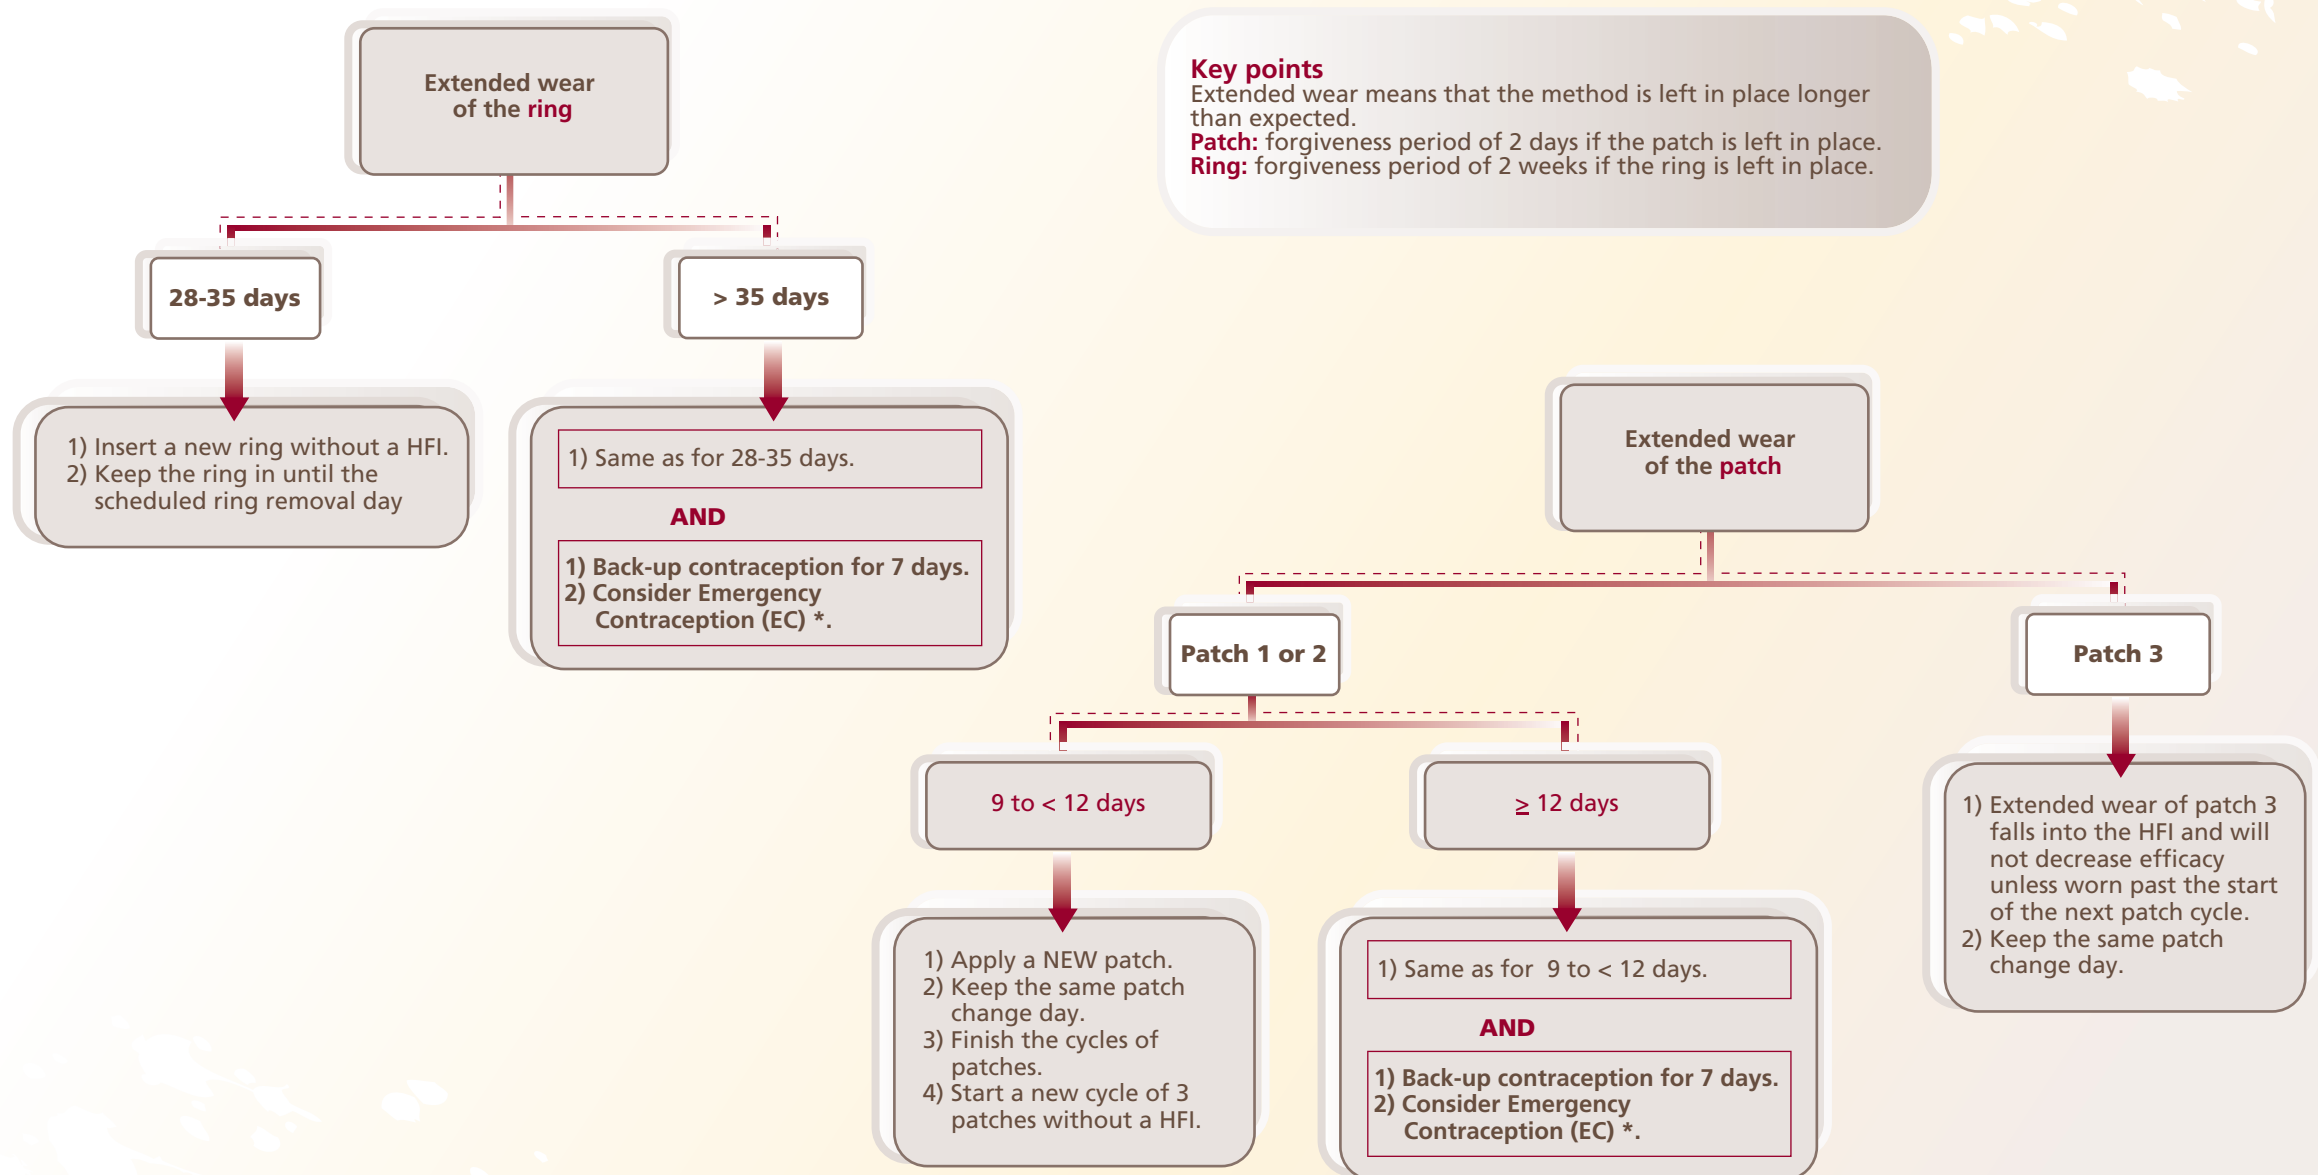 Extended wear
of the ring
Key points
Extended wear means that the method is left in place longer
than expected.
Patch: forgiveness period of 2 days if the patch is left in place.
Ring: forgiveness period of 2 weeks if the ring is left in place.
28-35 days
> 35 days
1) Insert a new ring without a HFI.
2) Keep the ring in until the
scheduled ring removal day
1) Same as for 28-35 days.
AND
1) Back-up contraception for 7 days.
2) Consider Emergency
Contraception (EC) *.
Extended wear
of the patch
Patch 1 or 2
Patch 3
9 to < 12 days
≥ 12 days
1) Apply a NEW patch.
2) Keep the same patch
change day.
3) Finish the cycles of
patches.
4) Start a new cycle of 3
patches without a HFI.
1) Same as for 9 to < 12 days.
AND
1) Back-up contraception for 7 days.
2) Consider Emergency
Contraception (EC) *.
1) Extended wear of patch 3
falls into the HFI and will
not decrease efficacy
unless worn past the start
of the next patch cycle.
2) Keep the same patch
change day.